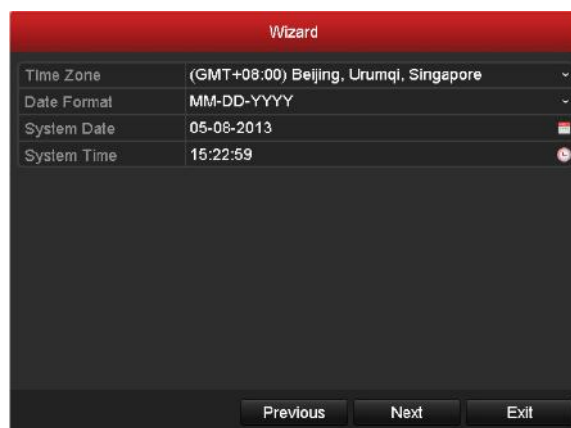 Wizard
Time Zone (GMT+08:00) Beijing, Urumqi, Singapore
Date Format MM-DD-YYYY
System Date 05-08-2013
System Time 15:22:59
Previous Next Exit